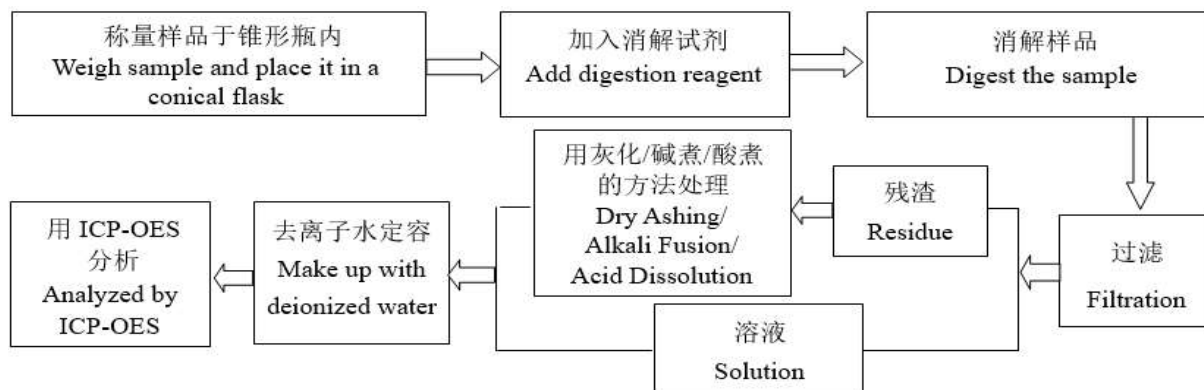 称量样品于锥形瓶内
Weigh sample and place it in a
conical flask
加入消解试剂
Add digestion reagent
消解样品
Digest the sample
过滤
Filtration
残渣
Residue
溶液
Solution
用灰化/碱煮/酸煮
的方法处理
Dry Ashing/
Alkali Fusion/
Acid Dissolution
去离子水定容
Make up with
deionized water
用 ICP-OES
分析
Analyzed by
ICP-OES